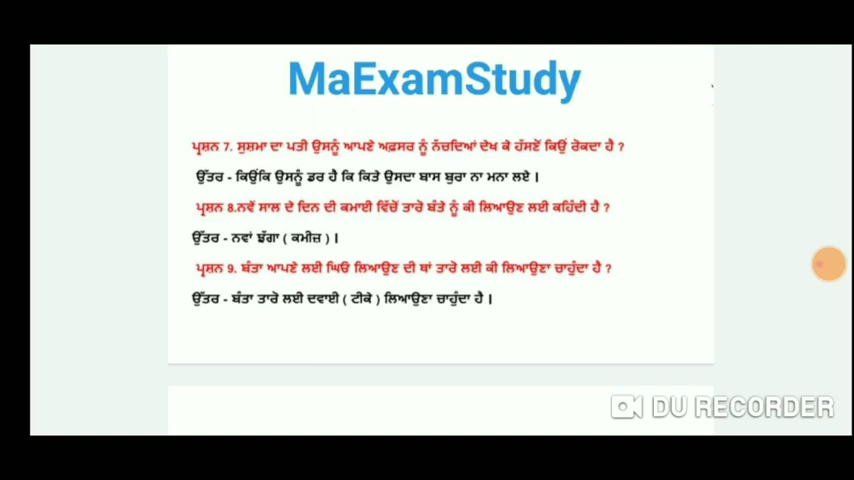 MaExamStudy
ਪ੍ਰਸ਼ਨ 7. ਸੁਸ਼ਮਾ ਦਾ ਪਤੀ ਉਸਨੂੰ ਆਪਣੇ ਅਫ਼ਸਰ ਨੂੰ ਨੱਚਦਿਆਂ ਦੇਖ ਕੇ ਹੱਸਣੋਂ ਕਿਉਂ ਰੋਕਦਾ ਹੈ ?
ਉੱਤਰ - ਕਿਉਂਕਿ ਉਸਨੂੰ ਡਰ ਹੈ ਕਿ ਕਿਤੇ ਉਸਦਾ ਬਾਸ ਬੁਰਾ ਨਾ ਮਨਾ ਲਏ ।
ਪ੍ਰਸ਼ਨ 8.ਨਵੇਂ ਸਾਲ ਦੇ ਦਿਨ ਦੀ ਕਮਾਈ ਵਿੱਚੋਂ ਤਾਰੋ ਬੰਤੇ ਨੂੰ ਕੀ ਲਿਆਉਣ ਲਈ ਕਹਿੰਦੀ ਹੈ ?
ਉੱਤਰ - ਨਵਾਂ ਝੱਗਾ ( ਕਮੀਜ਼ ) ।
ਪ੍ਰਸ਼ਨ 9. ਬੰਤਾ ਆਪਣੇ ਲਈ ਘਿਓ ਲਿਆਉਣ ਦੀ ਥਾਂ ਤਾਰੋ ਲਈ ਕੀ ਲਿਆਉਣਾ ਚਾਹੁੰਦਾ ਹੈ ?
ਉੱਤਰ - ਬੰਤਾ ਤਾਰੋ ਲਈ ਦਵਾਈ ( ਟੀਕੇ ) ਲਿਆਉਣਾ ਚਾਹੁੰਦਾ ਹੈ ।
DU RECORDER